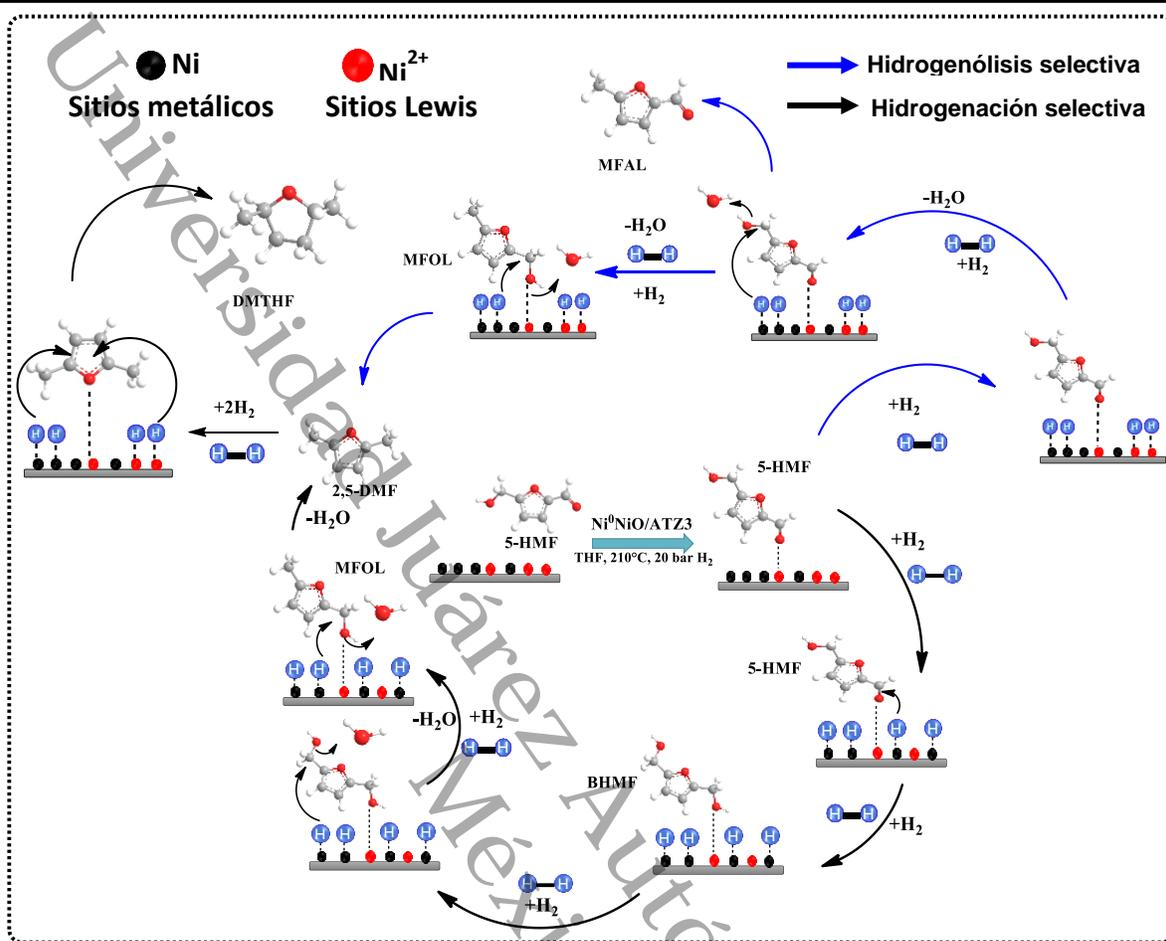 Ni
Sitios metálicos
Ni²⁺
Sitios Lewis
Hidrogenólisis selectiva
Hidrogenación selectiva
MFAL
-H₂O
H H
+H₂
-H₂O
H H
+H₂
MFOL
H H H H
H H H H
DMTHF
+2H₂
H H
H H H H
2,5-DMF
-H₂O
+H₂
H H
H H H H
5-HMF
Ni⁰NiO/ATZ3
THF, 210°C, 20 bar H₂
5-HMF
+H₂
H H
MFOL
H H H H
5-HMF
H H H H
-H₂O
+H₂
H H
BHMF
H H
+H₂
H H H H
H H H H
H H
+H₂
Universidad Juárez Autó
Méxi